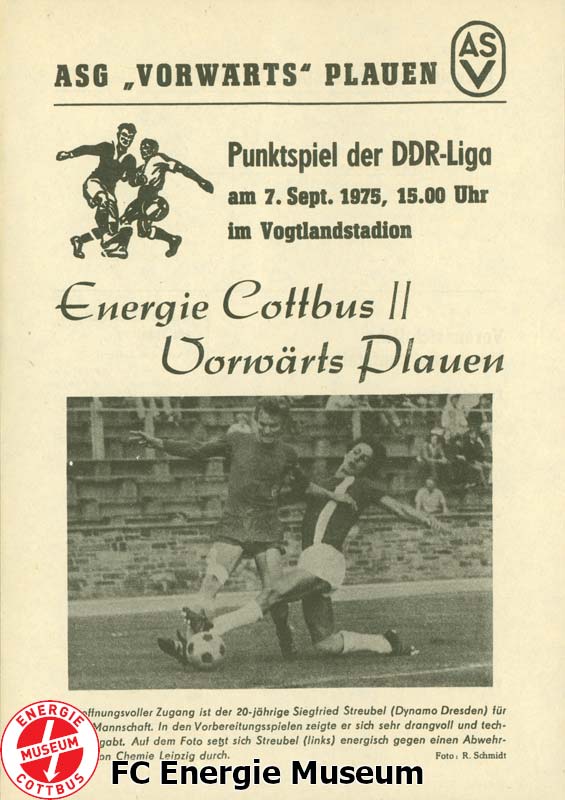 ASG „VORWÄRTS“ PLAUEN
ASV
Punktspiel der DDR-Liga
am 7. Sept. 1975, 15.00 Uhr
im Vogtlandstadion
Energie Cottbus II
Vorwärts Plauen
offnungsvoller Zugang ist der 20-jährige Siegfried Streubel (Dynamo Dresden) für
Mannschaft. In den Vorbereitungsspielen zeigte er sich sehr drangvoll und tech-
gabt. Auf dem Foto setzt sich Streubel (links) energisch gegen einen Abwehr-
on Chemie Leipzig durch.
Foto: R. Schmidt
ENERGIE
MUSEUM
COTTBUS
FC Energie Museum